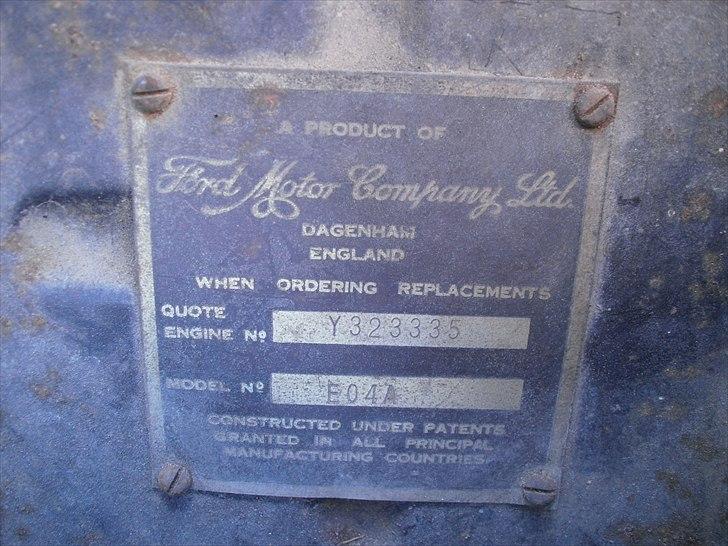 A PRODUCT OF
Ford Motor Company Ltd.
DAGENHAM
ENGLAND
WHEN ORDERING REPLACEMENTS
QUOTE
ENGINE Nº Y323335
MODEL Nº E04A
CONSTRUCTED UNDER PATENTS
GRANTED IN ALL PRINCIPAL
MANUFACTURING COUNTRIES.